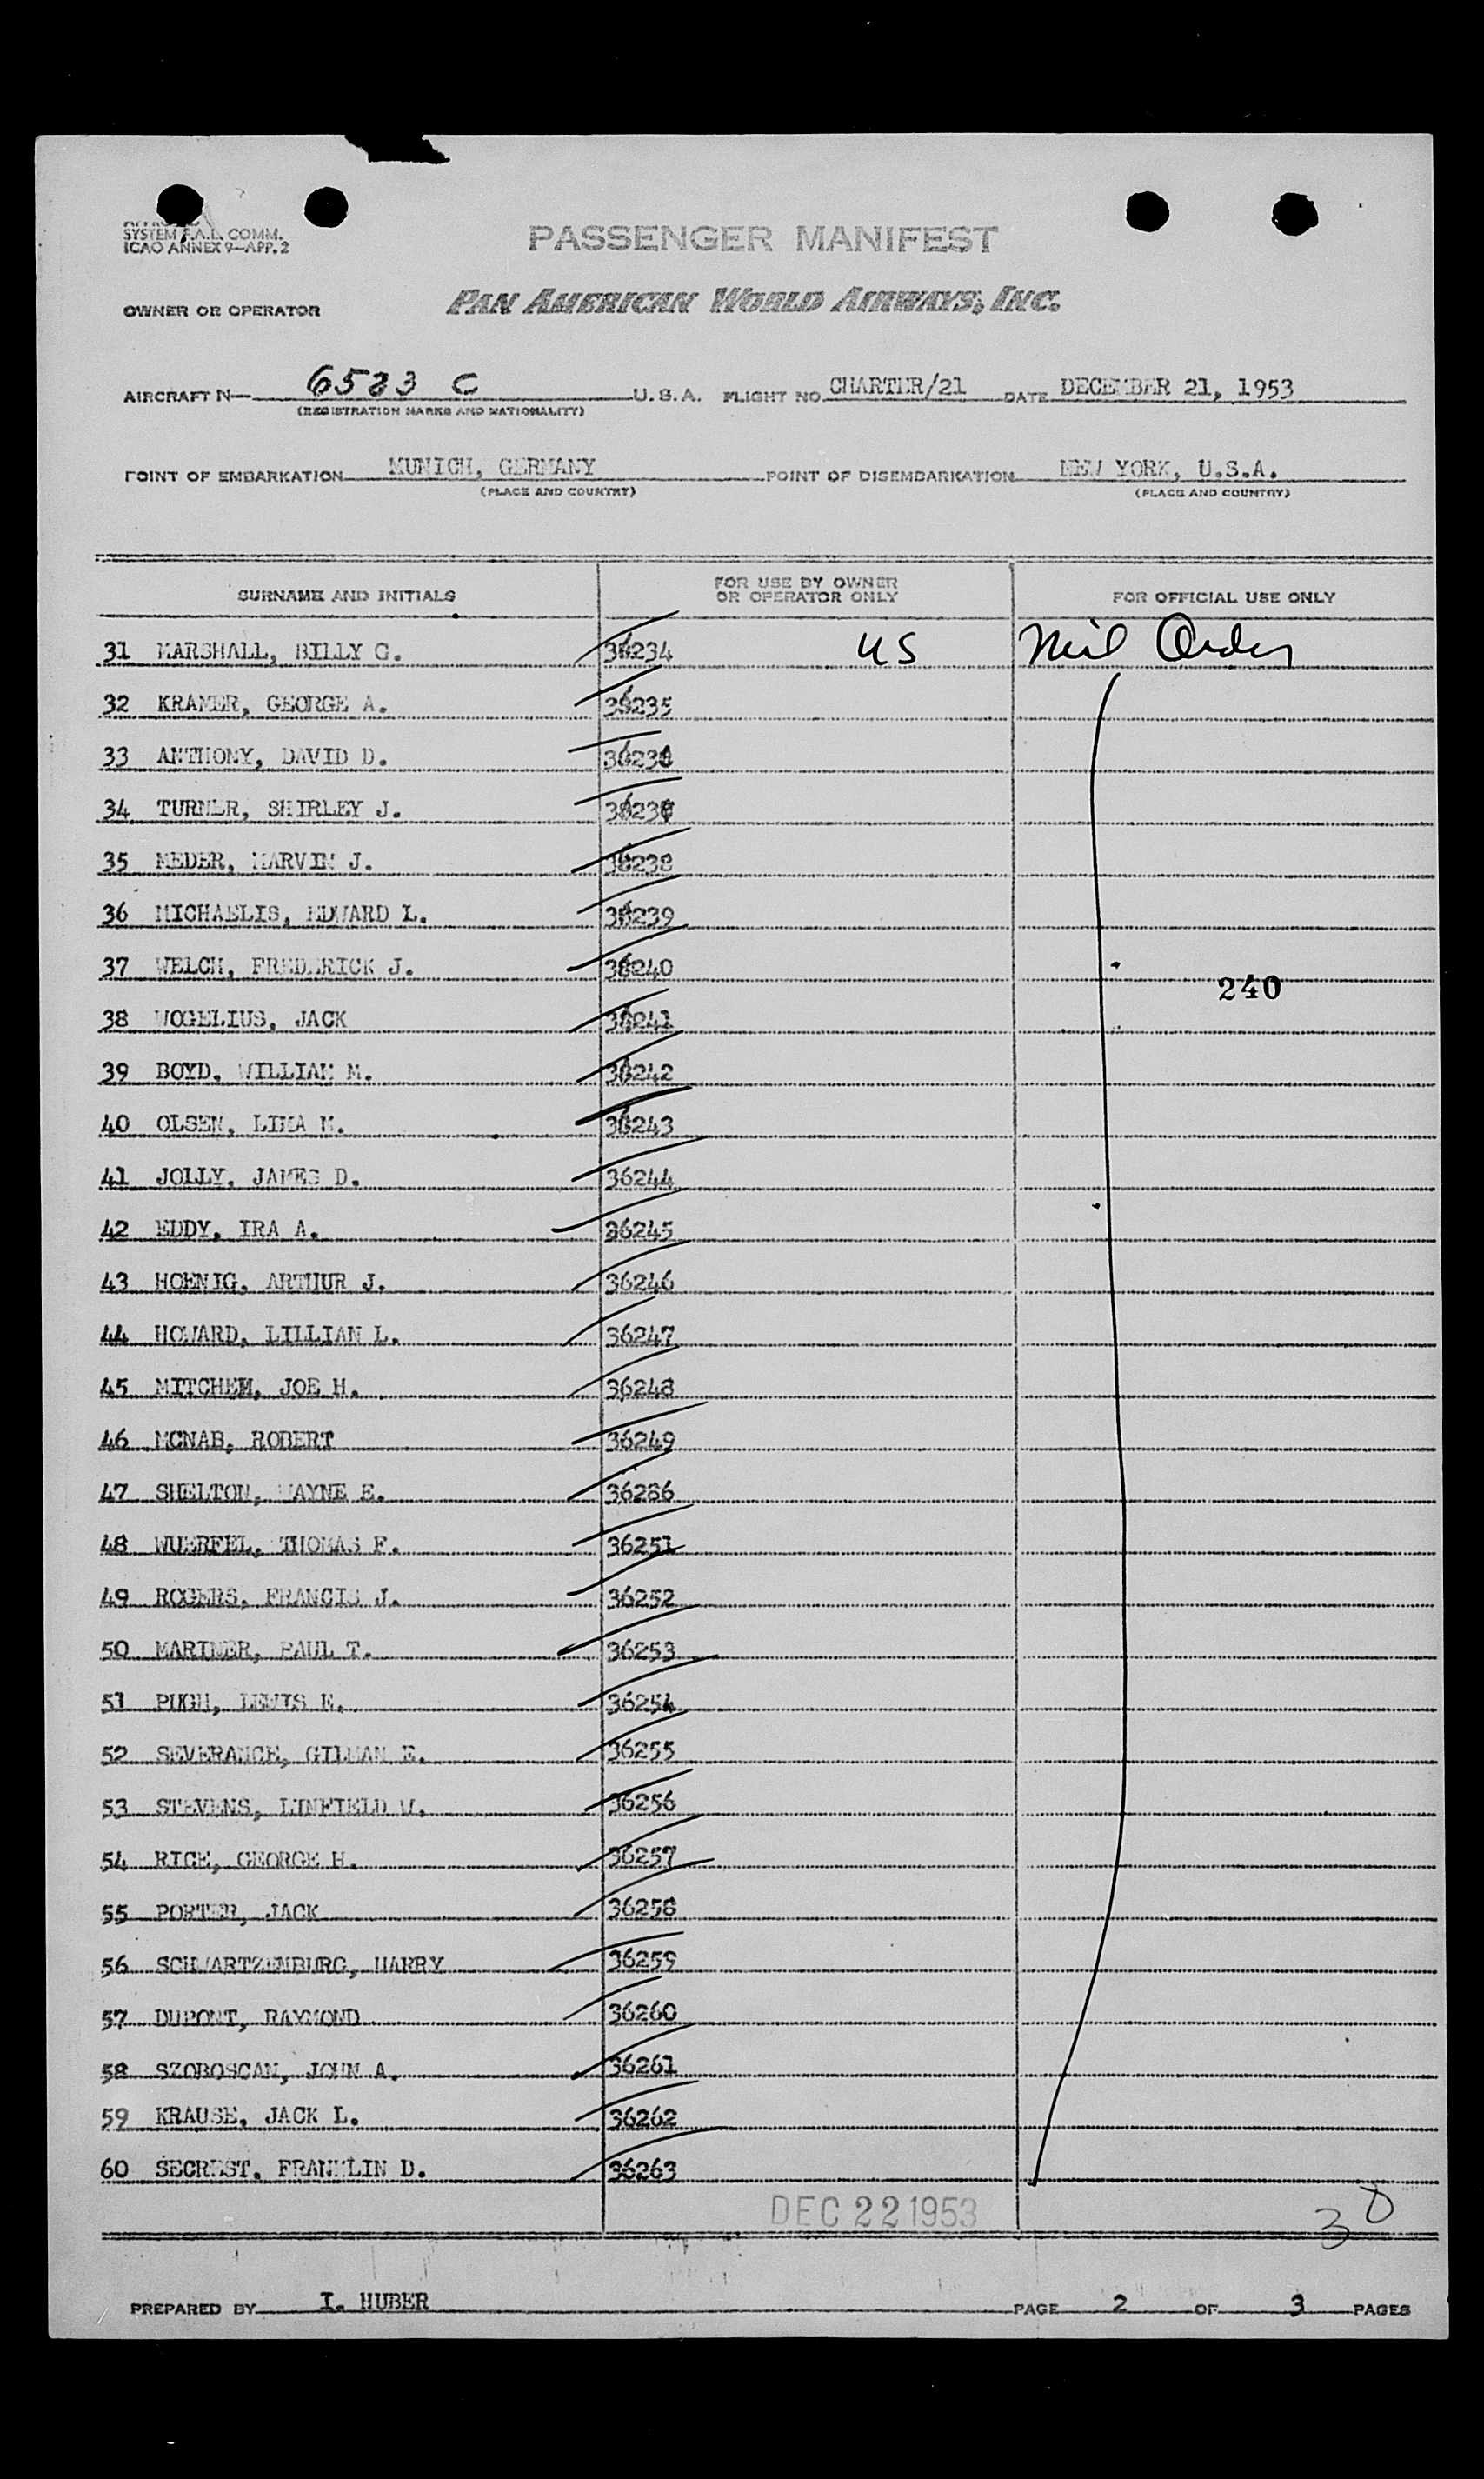 SYSTEM F.A.L. COMM.
ICAO ANNEX 9—APP. 2
PASSENGER MANIFEST
OWNER OR OPERATOR PAN AMERICAN WORLD AIRWAYS, INC.
AIRCRAFT N— 6523 C U.S.A. FLIGHT NO. CHARTER/21 DATE DECEMBER 21, 1953
(REGISTRATION MARKS AND NATIONALITY)
POINT OF EMBARKATION MUNICH, GERMANY POINT OF DISEMBARKATION NEW YORK, U.S.A.
(PLACE AND COUNTRY) (PLACE AND COUNTRY)
SURNAME AND INITIALS FOR USE BY OWNER OR OPERATOR ONLY FOR OFFICIAL USE ONLY
31 MARSHALL, BILLY G. 36234 US Mil Orders
32 KRAMER, GEORGE A. 36235
33 ANTHONY, DAVID D.
34 TURNER, SHIRLEY J.
35 MEDER, MARVIN J. 36238
36 MICHAELIS, EDWARD L. 36239
37 WELCH, FREDERICK J. 36240
240
38 WOGELIUS, JACK 36241
39 BOYD, WILLIAM M. 36242
40 OLSEN, LIMA M. 36243
41 JOLLY, JAMES D. 36244
42 EDDY, IRA A. 36245
43 HOENIG, ARTHUR J. 36246
44 HOWARD, LILLIAN L. 36247
45 MITCHEM, JOE H. 36248
46 MCNAB, ROBERT 36249
47 SHELTON, WAYNE E. 36286
48 WUERFEL, THOMAS F. 36251
49 ROGERS, FRANCIS J. 36252
50 MARINER, PAUL T. 36253
51 PUGH, LEWIS E. 36254
52 SEVERANCE, GILMAN E. 36255
53 STEVENS, LINFIELD W. 36256
54 RICE, GEORGE H. 36257
55 PORTER, JACK 36258
56 SCHWARTZENBURG, HARRY 36259
57 DUPONT, RAYMOND 36260
58 SZOBOSCAN, JOHN A. 36261
59 KRAUSE, JACK L. 36262
60 SECREST, FRANKLIN D. 36263
DEC 22 1953
30
PREPARED BY I. HUBER PAGE 2 OF 3 PAGES